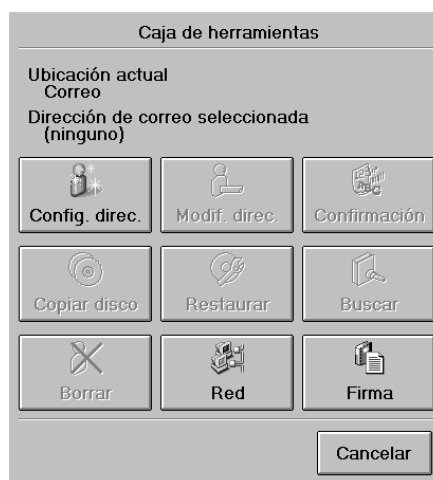 Caja de herramientas
Ubicación actual
Correo
Dirección de correo seleccionada
(ninguno)
Config. direc.
Modif. direc.
Confirmación
Copiar disco
Restaurar
Buscar
Borrar
Red
Firma
Cancelar